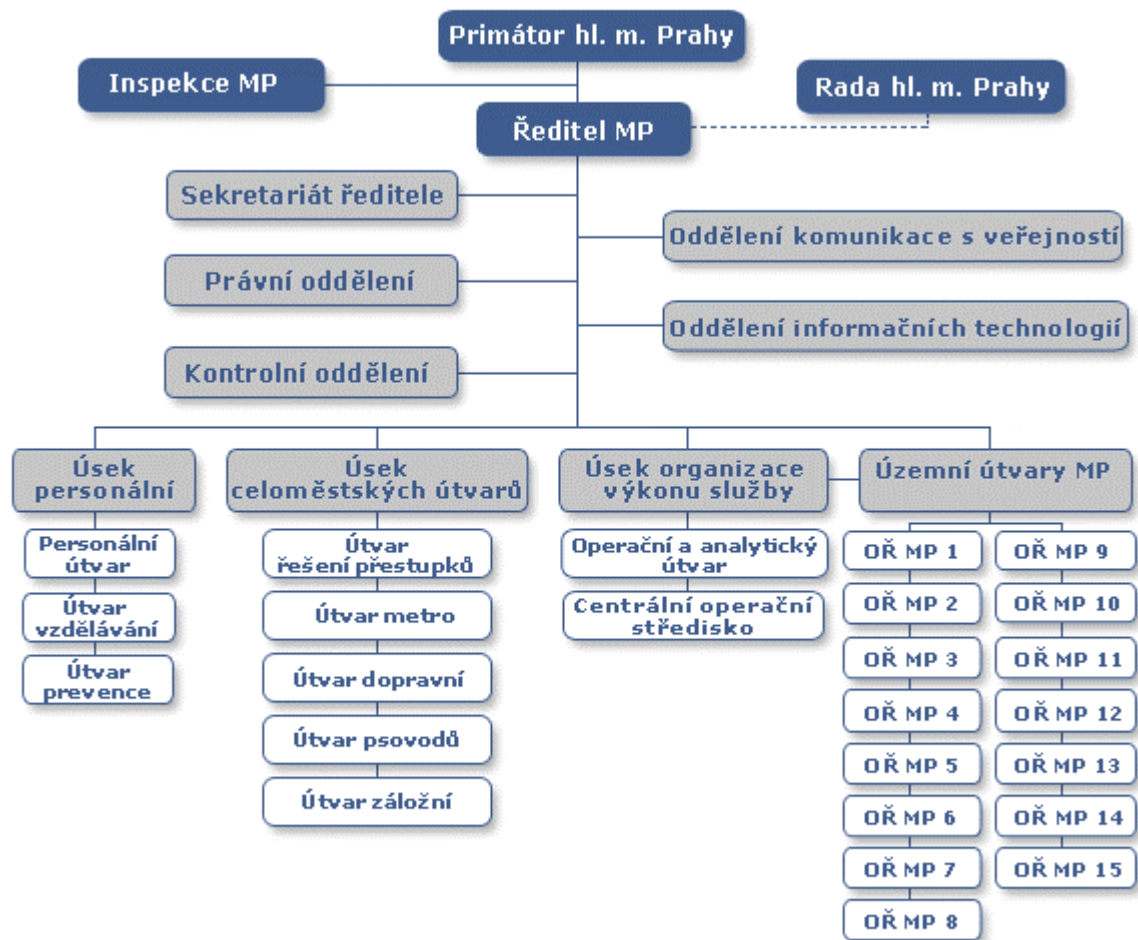 Primátor hl. m. Prahy
Inspekce MP
Rada hl. m. Prahy
Ředitel MP
Sekretariát ředitele
Oddělení komunikace s veřejností
Právní oddělení
Oddělení informačních technologií
Kontrolní oddělení
Úsek
personální
Úsek
celoměstských útvarů
Úsek organizace
výkonu služby
Územní útvary MP
Personální
útvar
Útvar
vzdělávání
Útvar
prevence
Útvar
řešení přestupků
Útvar metro
Útvar dopravní
Útvar psovodů
Útvar záložní
Operační a analytický
útvar
Centrální operační
středisko
OŘ MP 1
OŘ MP 2
OŘ MP 3
OŘ MP 4
OŘ MP 5
OŘ MP 6
OŘ MP 7
OŘ MP 8
OŘ MP 9
OŘ MP 10
OŘ MP 11
OŘ MP 12
OŘ MP 13
OŘ MP 14
OŘ MP 15